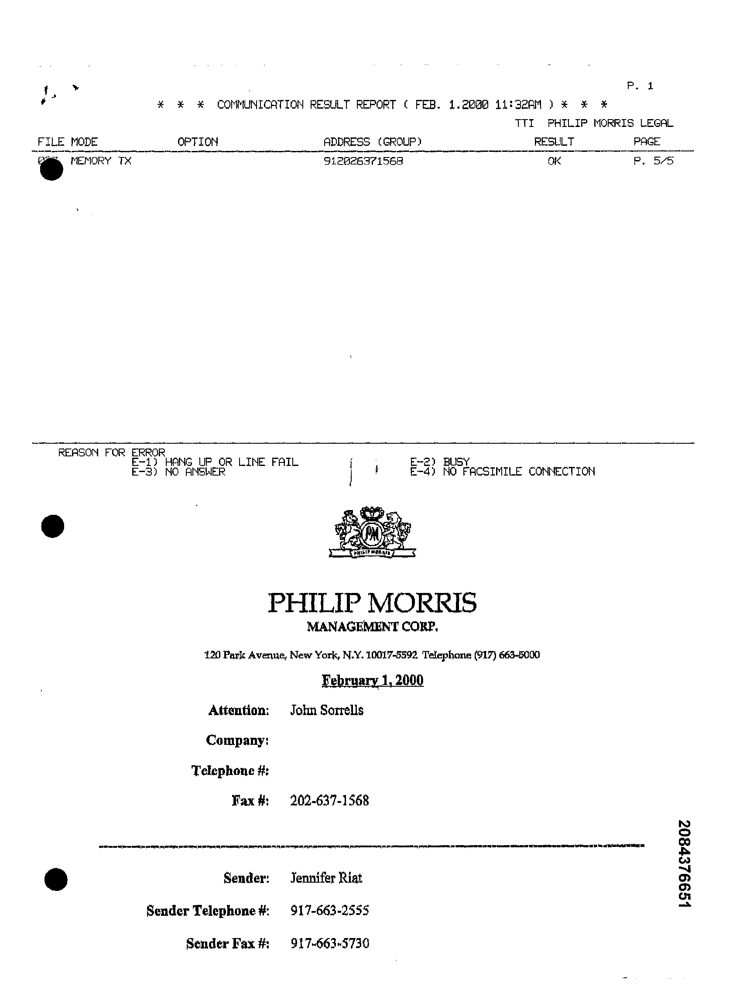 P. 1
* * * COMMUNICATION RESULT REPORT ( FEB. 1.2000 11:32AM ) * * *
TTI PHILIP MORRIS LEGAL
FILE MODE OPTION ADDRESS (GROUP) RESULT PAGE
MEMORY TX 912026371568 OK P. 5/5
REASON FOR ERROR
E-1) HANG UP OR LINE FAIL E-2) BUSY
E-3) NO ANSWER E-4) NO FACSIMILE CONNECTION
PM
PHILIP MORRIS
PHILIP MORRIS
MANAGEMENT CORP.
120 Park Avenue, New York, N.Y. 10017-5592 Telephone (917) 663-5000
February 1, 2000
Attention: John Sorrells
Company:
Telephone #:
Fax #: 202-637-1568
Sender: Jennifer Riat
Sender Telephone #: 917-663-2555
Sender Fax #: 917-663-5730
2084376651